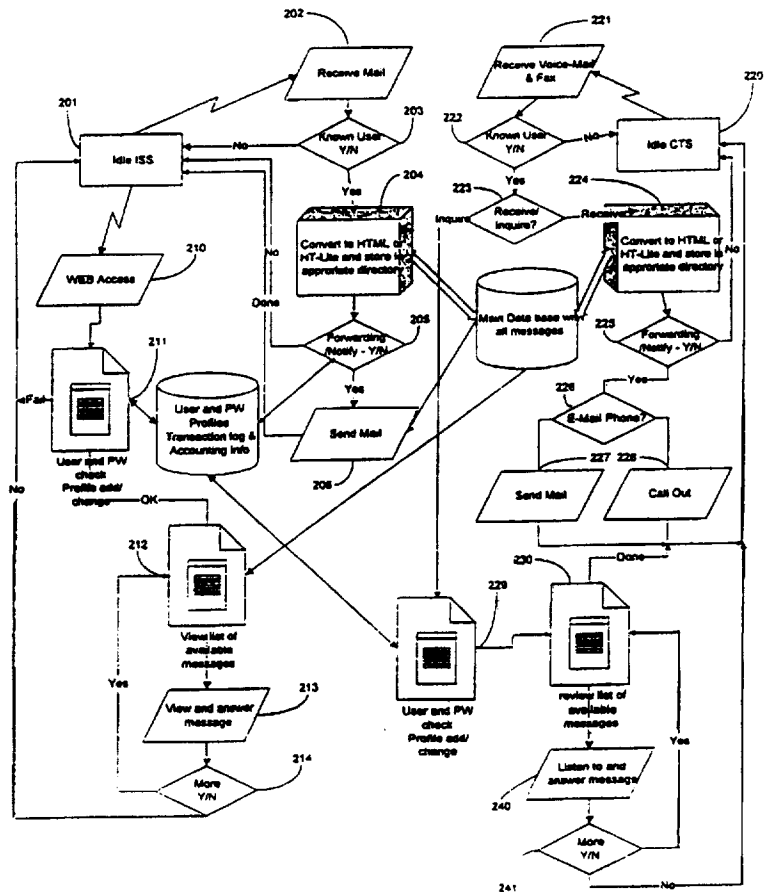 202
Receive Mail
221
Receive Voice-Mail
& Fax
220
201
Idle ISS
203
Known User
Y/N
No
Yes
222
Known User
Y/N
No
Yes
Idle CTS
204
Convert to HTML or
HT-Lite and store in
approriate directory
223
Receive/
Inquire?
Inquire
Receive
224
Convert to HTML or
HT-Lite and store in
approriate directory
No
No
Done
210
WEB Access
205
Forwarding
/Notify - Y/N
Yes
Main Data base with
all messages
225
Forwarding
/Notify - Y/N
Yes
211
Fail
User and PW
check
Profile add/
change
OK
User and PW
Profiles
Transaction log &
Accounting Info
Send Mail
206
226
E-Mail Phone?
227
228
Send Mail
Call Out
No
212
View list of
available
messages
Yes
230
Done
229
User and PW
check
Profile add/
change
review list of
available
messages
Yes
213
View and answer
message
214
More
Y/N
Listen to and
answer message
240
More
Y/N
241
No